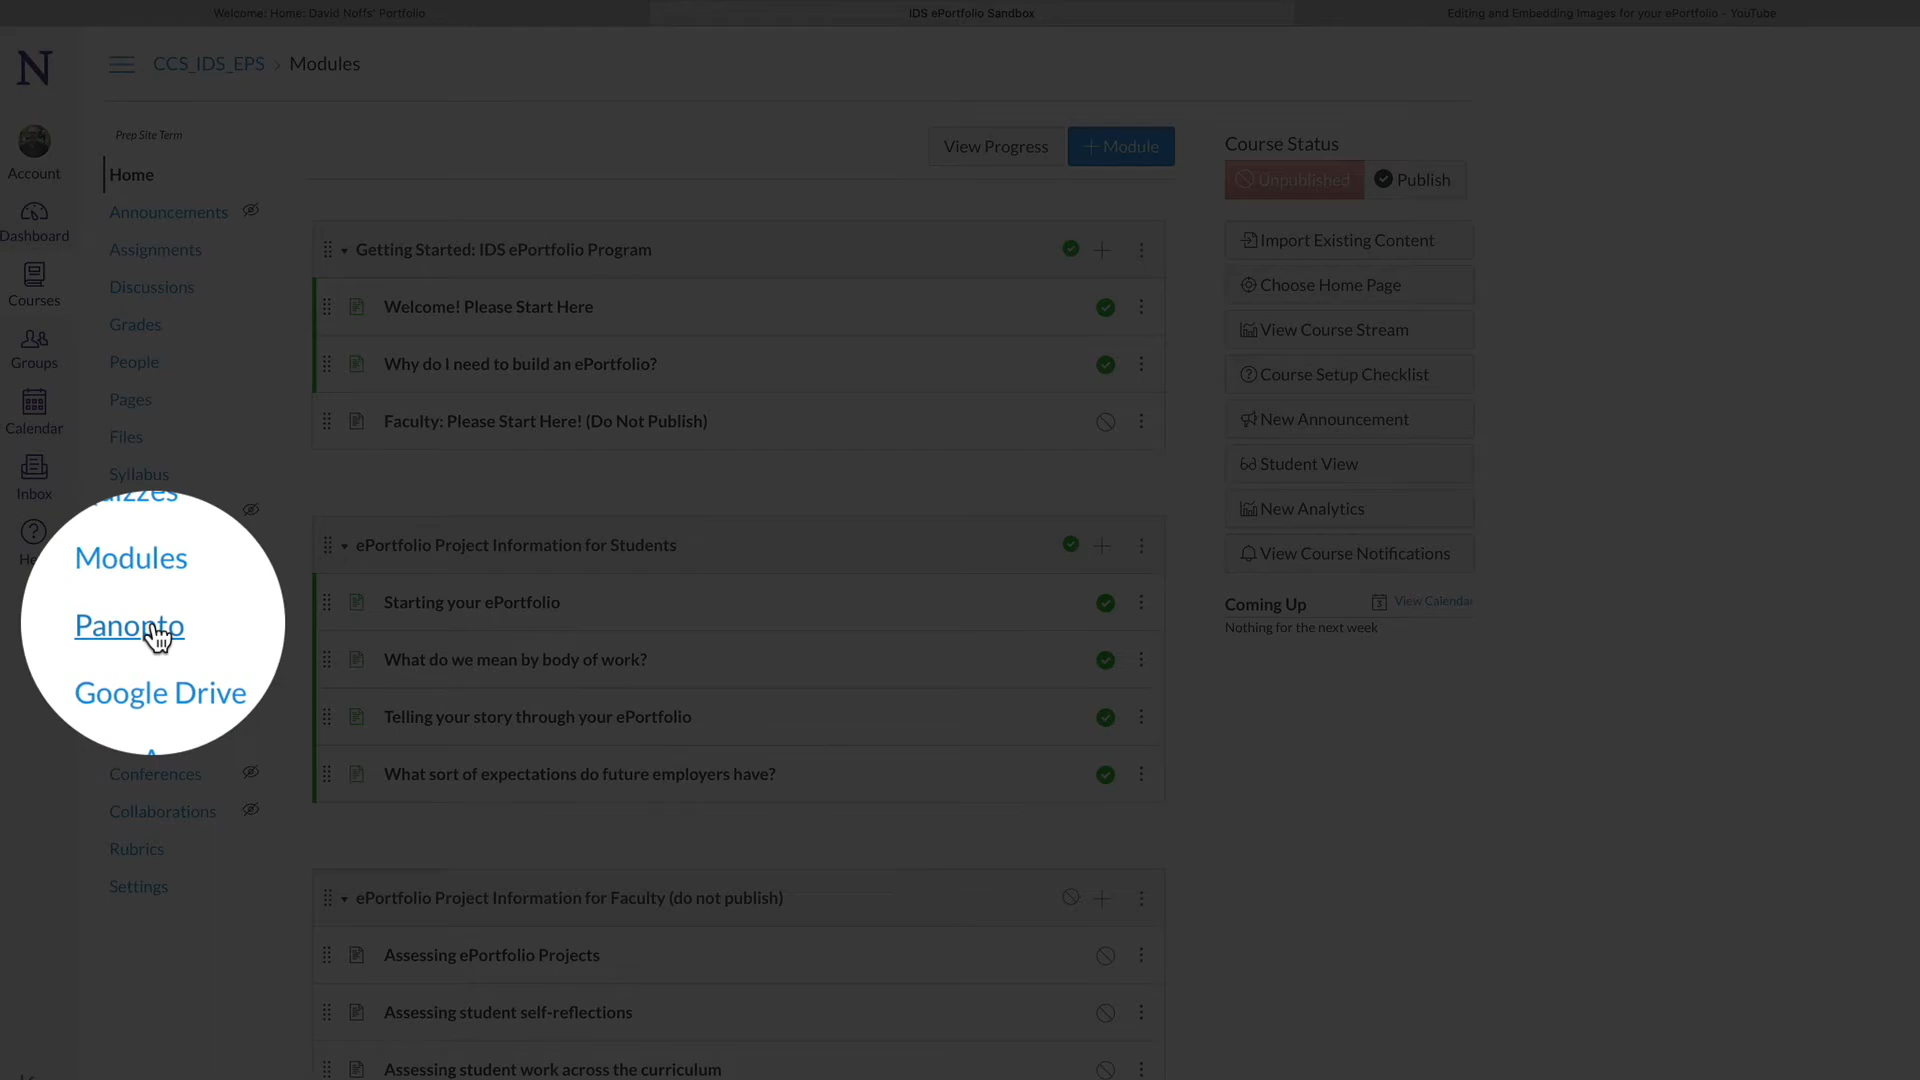 Welcome: Home: David Noffs' Portfolio
IDS ePortfolio Sandbox
Editing and Embedding Images for your ePortfolio - YouTube
N
CCS_IDS_EPS > Modules
Account
Dashboard
Courses
Groups
Calendar
Inbox
Prep Site Term
Home
Announcements
Assignments
Discussions
Grades
People
Pages
Files
Syllabus
Modules
Panopto
Google Drive
Conferences
Collaborations
Rubrics
Settings
View Progress
+ Module
Getting Started: IDS ePortfolio Program
Welcome! Please Start Here
Why do I need to build an ePortfolio?
Faculty: Please Start Here! (Do Not Publish)
ePortfolio Project Information for Students
Starting your ePortfolio
What do we mean by body of work?
Telling your story through your ePortfolio
What sort of expectations do future employers have?
ePortfolio Project Information for Faculty (do not publish)
Assessing ePortfolio Projects
Assessing student self-reflections
Assessing student work across the curriculum
Course Status
Unpublished
Publish
Import Existing Content
Choose Home Page
View Course Stream
Course Setup Checklist
New Announcement
Student View
New Analytics
View Course Notifications
Coming Up
3 View Calendar
Nothing for the next week